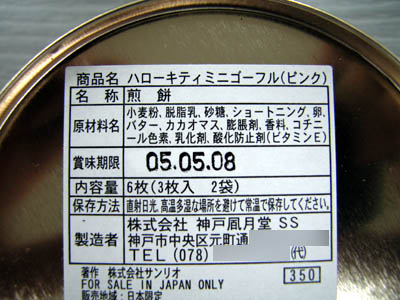 商品名 ハローキティミニゴーフル(ピンク)
名称 煎餅
原材料名 小麦粉、脱脂乳、砂糖、ショートニング、卵、
バター、カカオマス、膨脹剤、香料、コチニ
ール色素、乳化剤、酸化防止剤(ビタミンE)
賞味期限 05.05.08
内容量 6枚(3枚入 2袋)
保存方法 直射日光、高温多湿な場所を避けて常温で保存してください。
製造者 株式会社 神戸凮月堂 SS
神戸市中央区元町通
TEL (078) (代)
著作 株式会社サンリオ
FOR SALE IN JAPAN ONLY
販売地域:日本限定
350